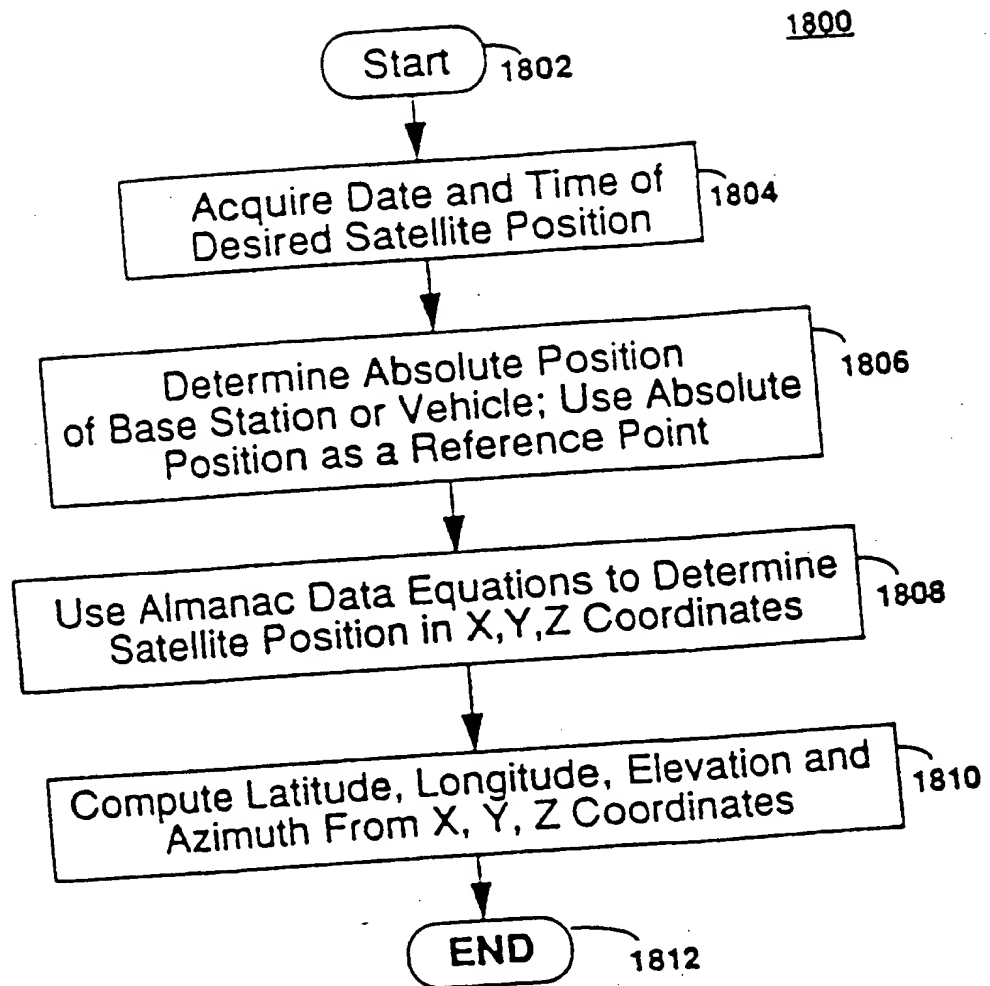 1800
Start
1802
Acquire Date and Time of
Desired Satellite Position
1804
Determine Absolute Position
of Base Station or Vehicle; Use Absolute
Position as a Reference Point
1806
Use Almanac Data Equations to Determine
Satellite Position in X,Y,Z Coordinates
1808
Compute Latitude, Longitude, Elevation and
Azimuth From X, Y, Z Coordinates
1810
END
1812